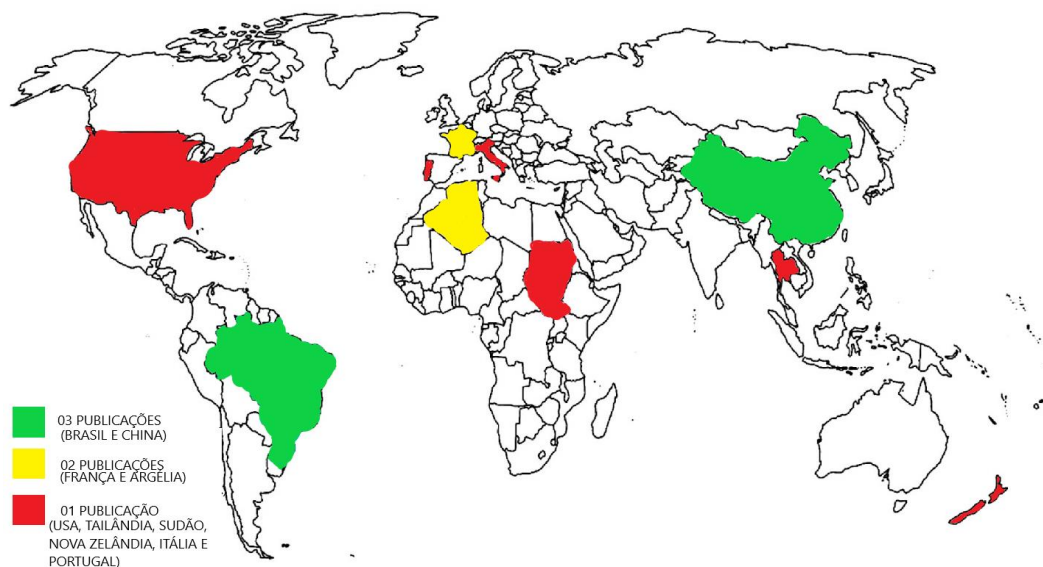 03 PUBLICAÇÕES
(BRASIL E CHINA)
02 PUBLICAÇÕES
(FRANÇA E ARGÉLIA)
01 PUBLICAÇÃO
(USA, TAILÂNDIA, SUDÃO,
NOVA ZELÂNDIA, ITÁLIA E
PORTUGAL)